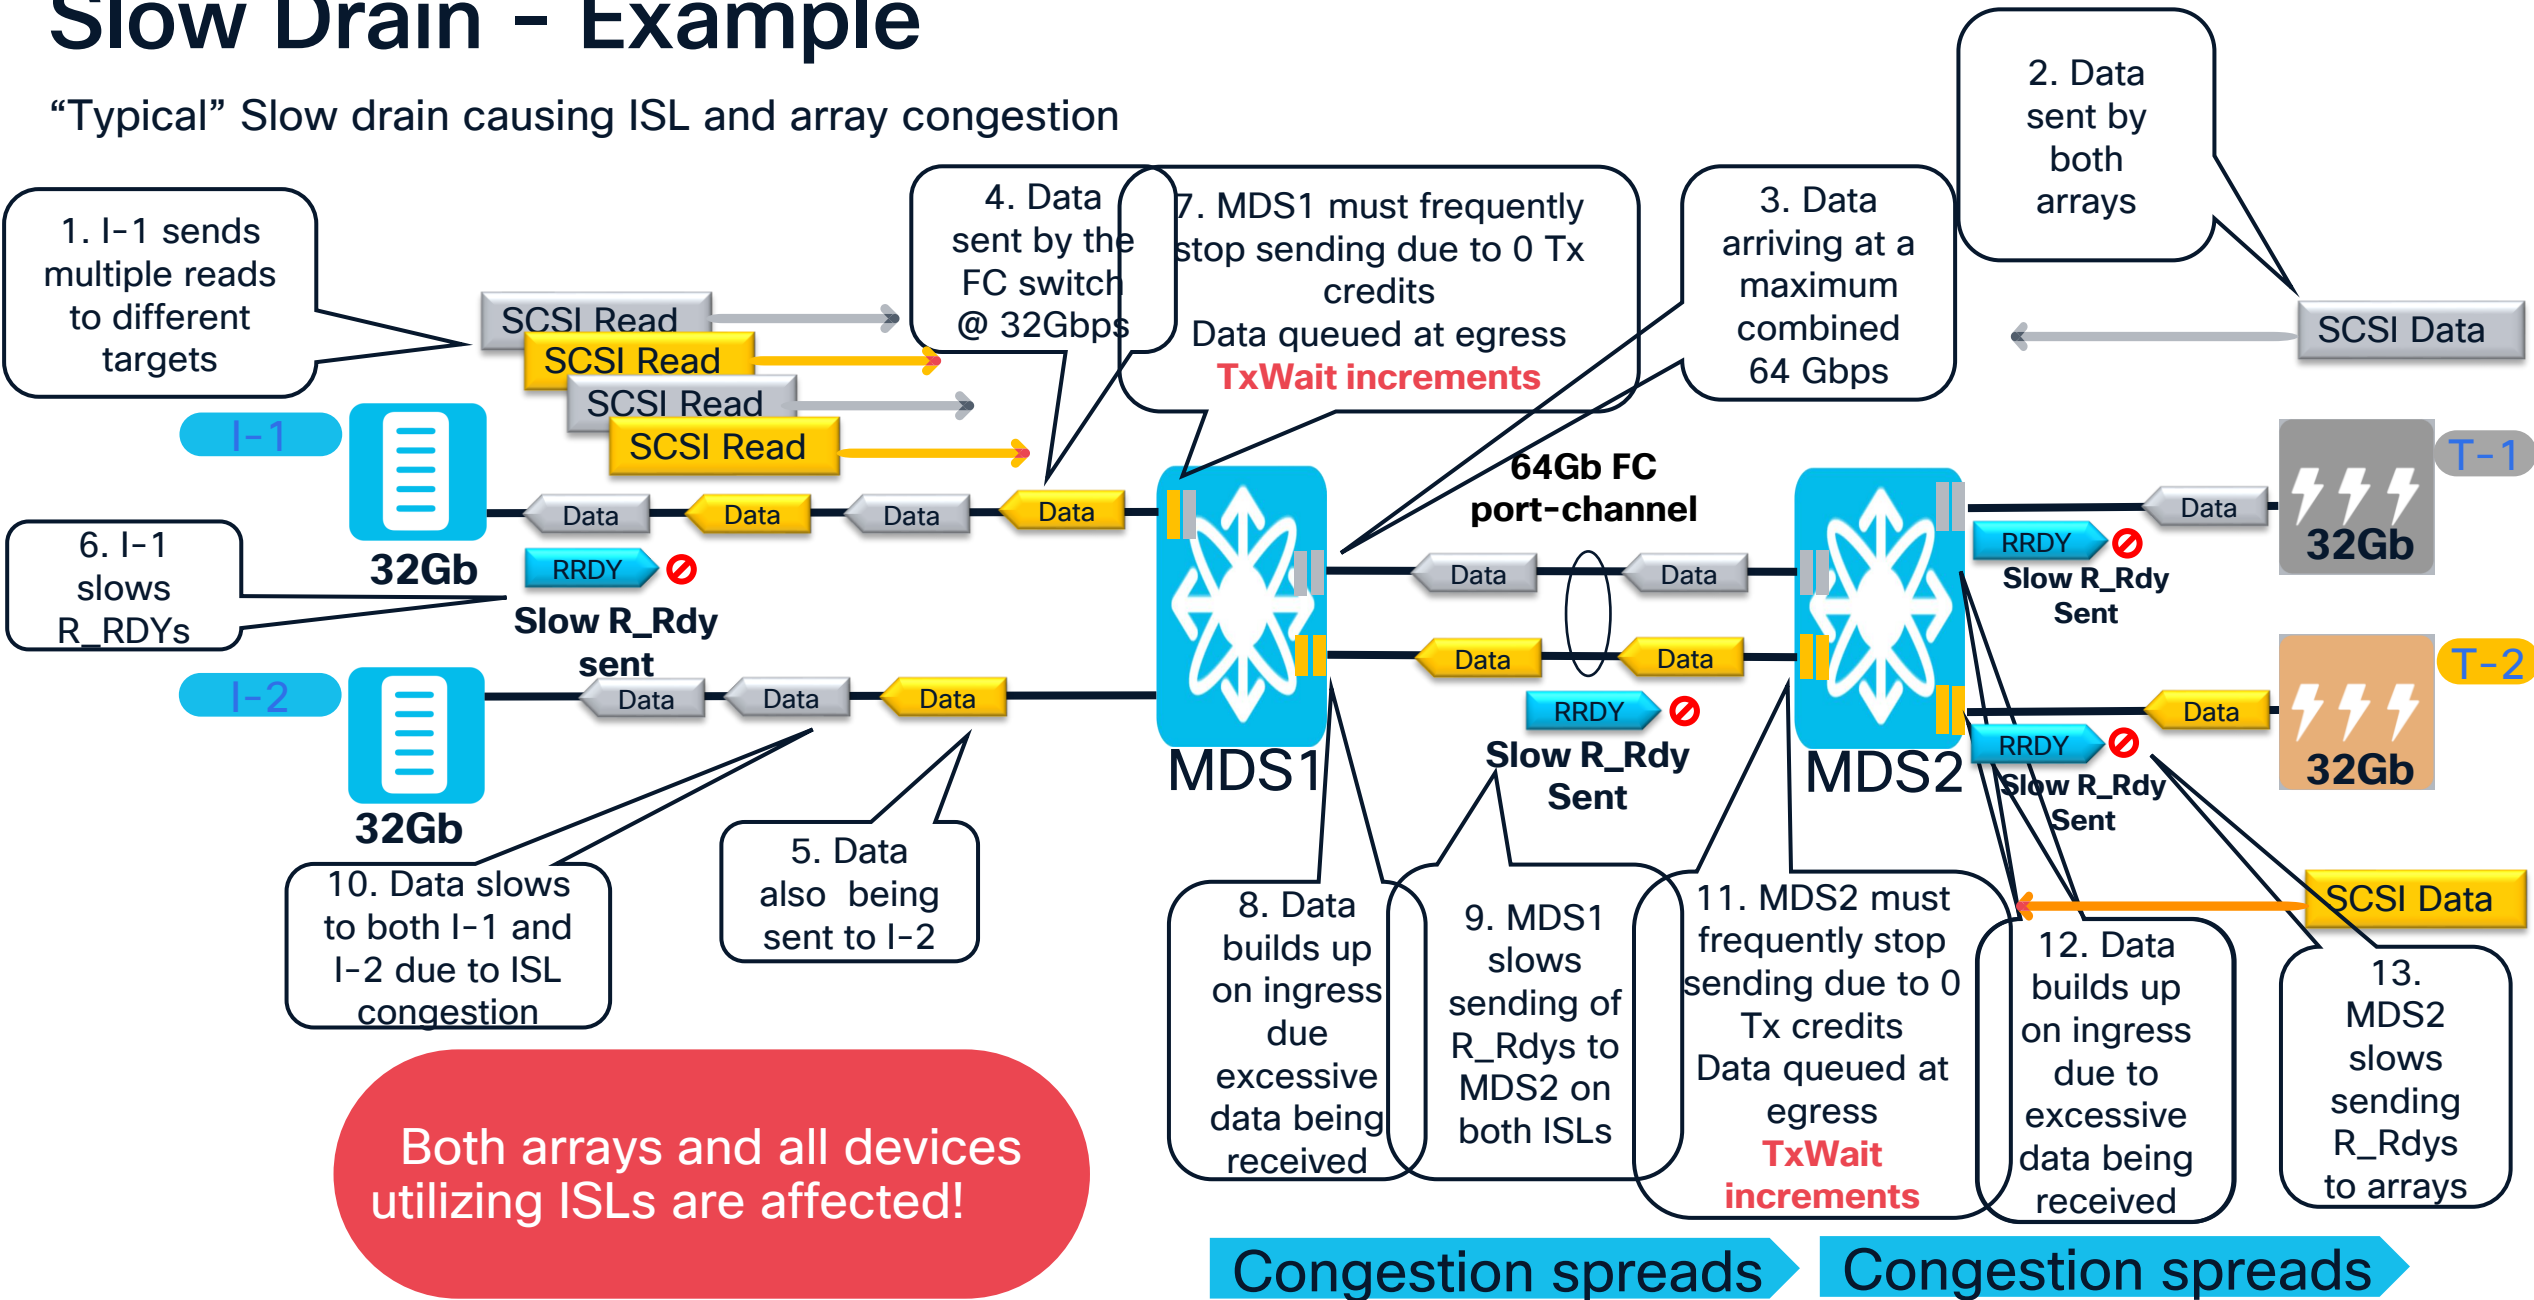 Slow Drain - Example
“Typical” Slow drain causing ISL and array congestion
1. I-1 sends
multiple reads
to different
targets
4. Data
sent by the
FC switch
@ 32Gbps
7. MDS1 must frequently
stop sending due to 0 Tx
credits
Data queued at egress
TxWait increments
3. Data
arriving at a
maximum
combined
64 Gbps
2. Data
sent by
both
arrays
SCSI Read
SCSI Read
SCSI Read
SCSI Read
SCSI Data
I-1
32Gb
Data
Data
Data
Data
64Gb FC
port-channel
Data
T-1
32Gb
6. I-1
slows
R_RDYs
RRDY
Slow R_Rdy
sent
Data
Data
RRDY
Slow R_Rdy
Sent
I-2
32Gb
Data
Data
Data
MDS1
Data
Data
RRDY
Slow R_Rdy
Sent
MDS2
Data
T-2
32Gb
RRDY
Slow R_Rdy
Sent
SCSI Data
10. Data slows
to both I-1 and
I-2 due to ISL
congestion
5. Data
also being
sent to I-2
8. Data
builds up
on ingress
due
excessive
data being
received
9. MDS1
slows
sending of
R_Rdys to
MDS2 on
both ISLs
11. MDS2 must
frequently stop
sending due to 0
Tx credits
Data queued at
egress
TxWait
increments
12. Data
builds up
on ingress
due to
excessive
data being
received
13.
MDS2
slows
sending
R_Rdys
to arrays
Both arrays and all devices
utilizing ISLs are affected!
Congestion spreads
Congestion spreads